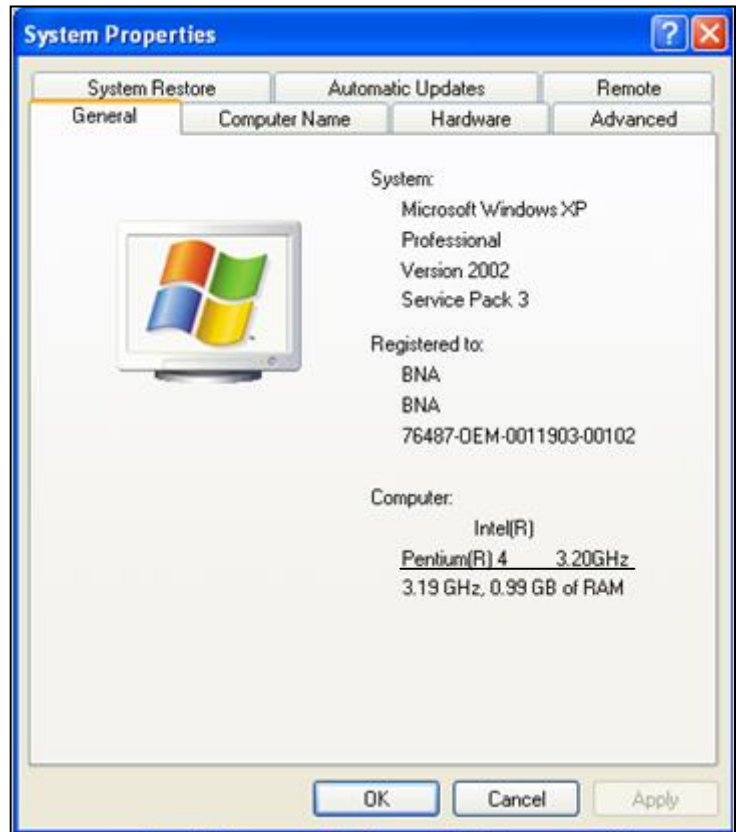 System Properties
System Restore Automatic Updates Remote
General Computer Name Hardware Advanced
System:
Microsoft Windows XP
Professional
Version 2002
Service Pack 3
Registered to:
BNA
BNA
76487-OEM-0011903-00102
Computer:
Intel(R)
Pentium(R) 4 3.20GHz
3.19 GHz, 0.99 GB of RAM
OK Cancel Apply